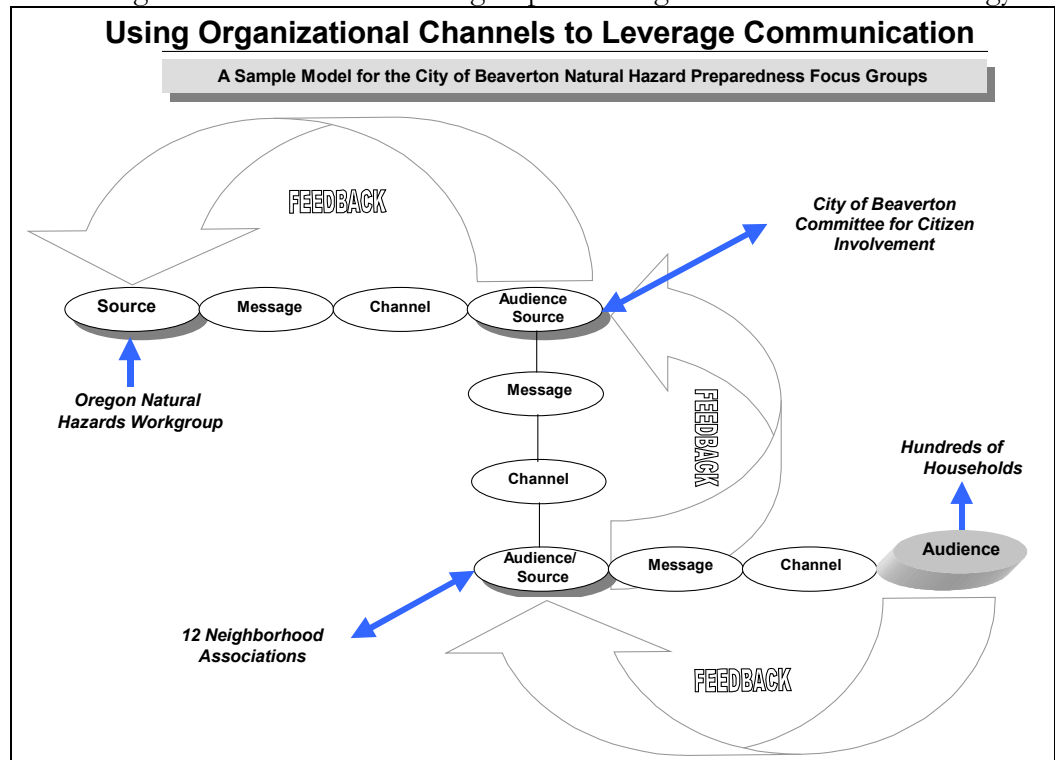 Using Organizational Channels to Leverage Communication
A Sample Model for the City of Beaverton Natural Hazard Preparedness Focus Groups
FEEDBACK
City of Beaverton
Committee for Citizen
Involvement
Source
Message
Channel
Audience
Source
Oregon Natural
Hazards Workgroup
Message
FEEDBACK
Channel
Hundreds of
Households
Audience/
Source
Message
Channel
Audience
12 Neighborhood
Associations
FEEDBACK